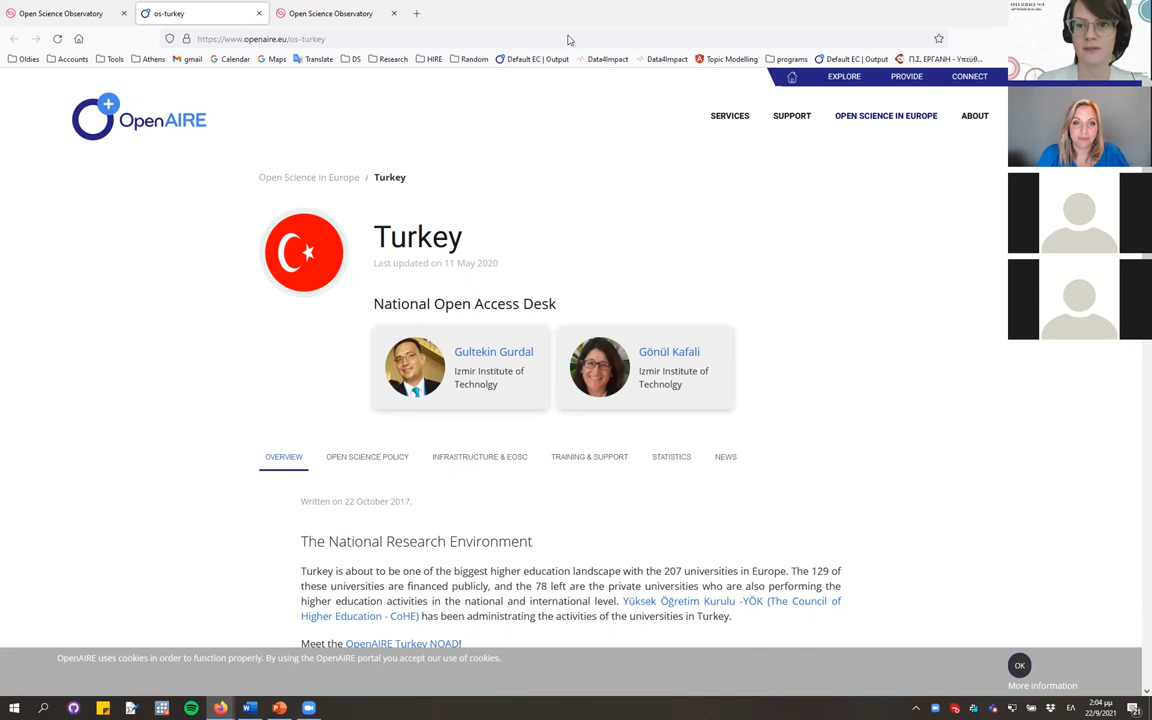 Open Science Observatory
os-turkey
Open Science Observatory
https://www.openaire.eu/os-turkey
Oldies Accounts Tools Athens gmail Calendar Maps Translate DS Research HIRE Random Default EC | Output Data4Impact Data4Impact Topic Modelling programs Default EC | Output Π.Σ. ΕΡΓΑΝΗ - Υπεύθ...
EXPLORE PROVIDE CONNECT
OpenAIRE
SERVICES SUPPORT OPEN SCIENCE IN EUROPE ABOUT
Open Science in Europe / Turkey
Turkey
Last updated on 11 May 2020
National Open Access Desk
Gultekin Gurdal
Izmir Institute of
Technolgy
Gönül Kafali
Izmir Institute of
Technolgy
OVERVIEW OPEN SCIENCE POLICY INFRASTRUCTURE & EOSC TRAINING & SUPPORT STATISTICS NEWS
Written on 22 October 2017.
The National Research Environment
Turkey is about to be one of the biggest higher education landscape with the 207 universities in Europe. The 129 of
these universities are financed publicly, and the 78 left are the private universities who are also performing the
higher education activities in the national and international level. Yüksek Öğretim Kurulu -YÖK (The Council of
Higher Education - CoHE) has been administrating the activities of the universities in Turkey.
Meet the OpenAIRE Turkey NOAD!
OpenAIRE uses cookies in order to function properly. By using the OpenAIRE portal you accept our use of cookies.
OK
More information
ΕΛ
2:04 μμ
22/9/2021
21